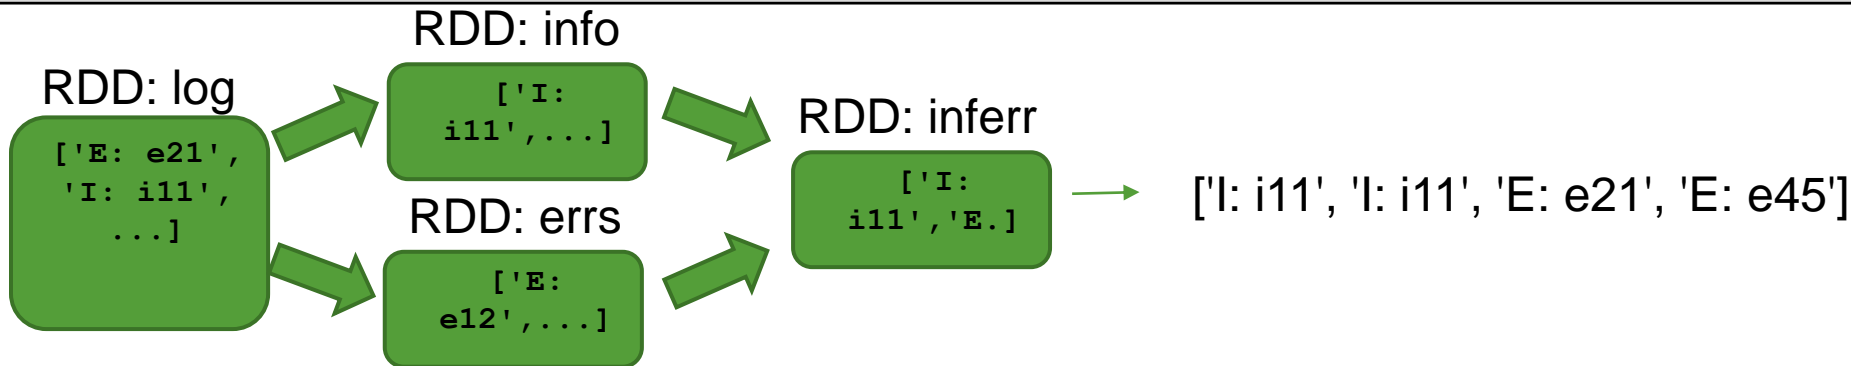 RDD: log
['E: e21',
'I: i11',
...]
RDD: info
['I:
i11',...]
RDD: errs
['E:
e12',...]
RDD: inferr
['I:
i11','E.]
['I: i11', 'I: i11', 'E: e21', 'E: e45']